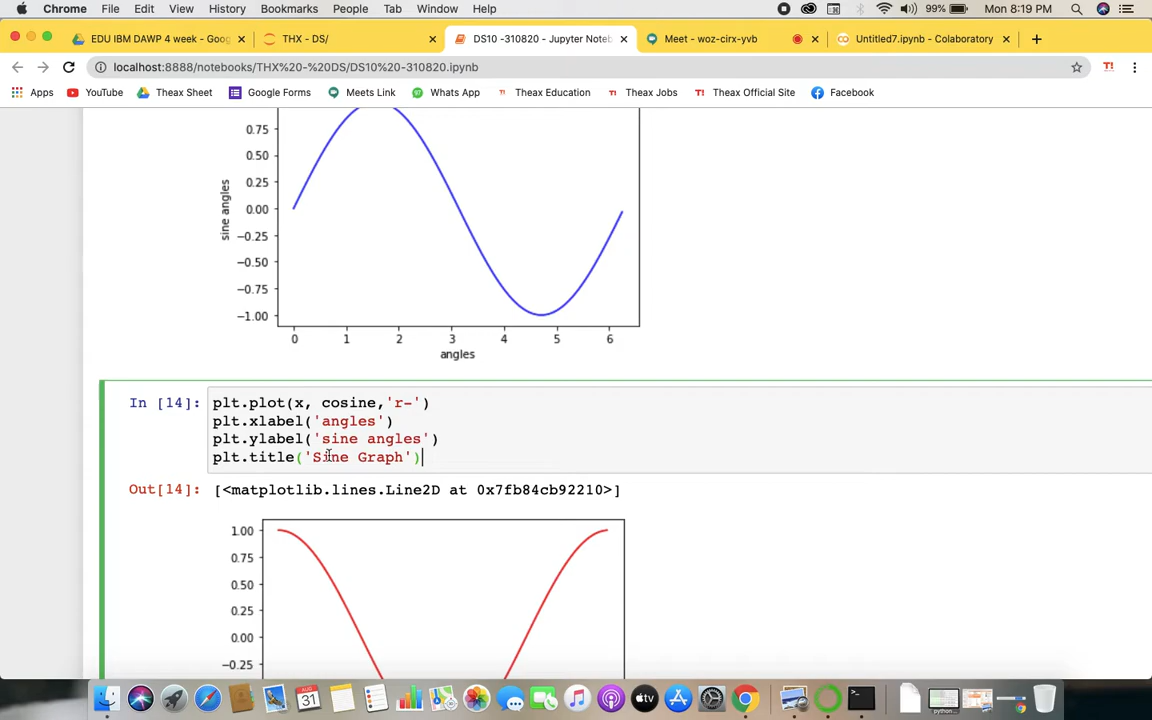 Chrome File Edit View History Bookmarks People Tab Window Help 99% Mon 8:19 PM
EDU IBM DAWP 4 week - Goog THX - DS/ DS10 -310820 - Jupyter Noteb Meet - woz-cirx-yvb Untitled7.ipynb - Colaboratory
localhost:8888/notebooks/THX%20-%20DS/DS10%20-310820.ipynb T!
Apps YouTube Theax Sheet Google Forms Meets Link Whats App T! Theax Education T! Theax Jobs T! Theax Official Site Facebook
0.75
0.50
0.25
0.00
−0.25
−0.50
−0.75
−1.00
sine angles
0 1 2 3 4 5 6
angles
In [14]: plt.plot(x, cosine,'r-')
plt.xlabel('angles')
plt.ylabel('sine angles')
plt.title('Sine Graph')
Out[14]: [<matplotlib.lines.Line2D at 0x7fb84cb92210>]
1.00
0.75
0.50
0.25
0.00
−0.25
AUG
31
tv